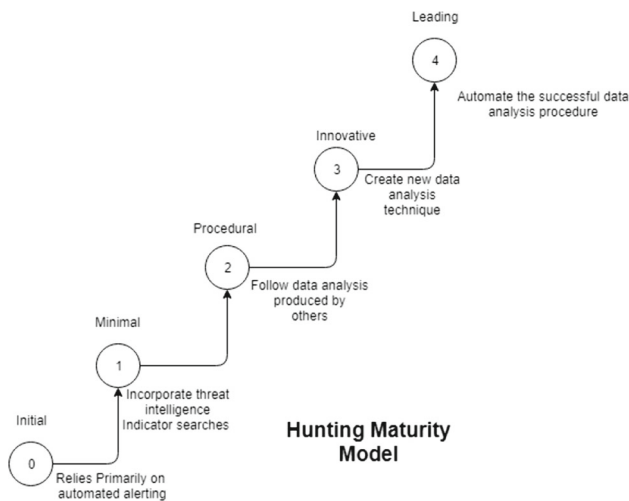 Leading
4
Automate the successful data
analysis procedure
Innovative
3
Create new data
analysis
technique
Procedural
2
Follow data analysis
produced by
others
Minimal
1
Incorporate threat
intelligence
Indicator searches
Hunting Maturity
Model
Initial
0
Relies Primarily on
automated alerting